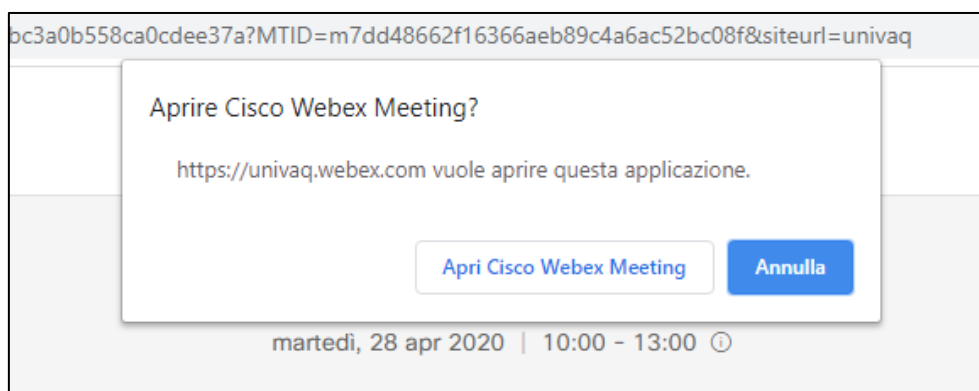 bc3a0b558ca0cdee37a?MTID=m7dd48662f16366aeb89c4a6ac52bc08f&siteurl=univaq
Aprire Cisco Webex Meeting?
https://univaq.webex.com vuole aprire questa applicazione.
Apri Cisco Webex Meeting Annulla
martedì, 28 apr 2020 | 10:00 - 13:00